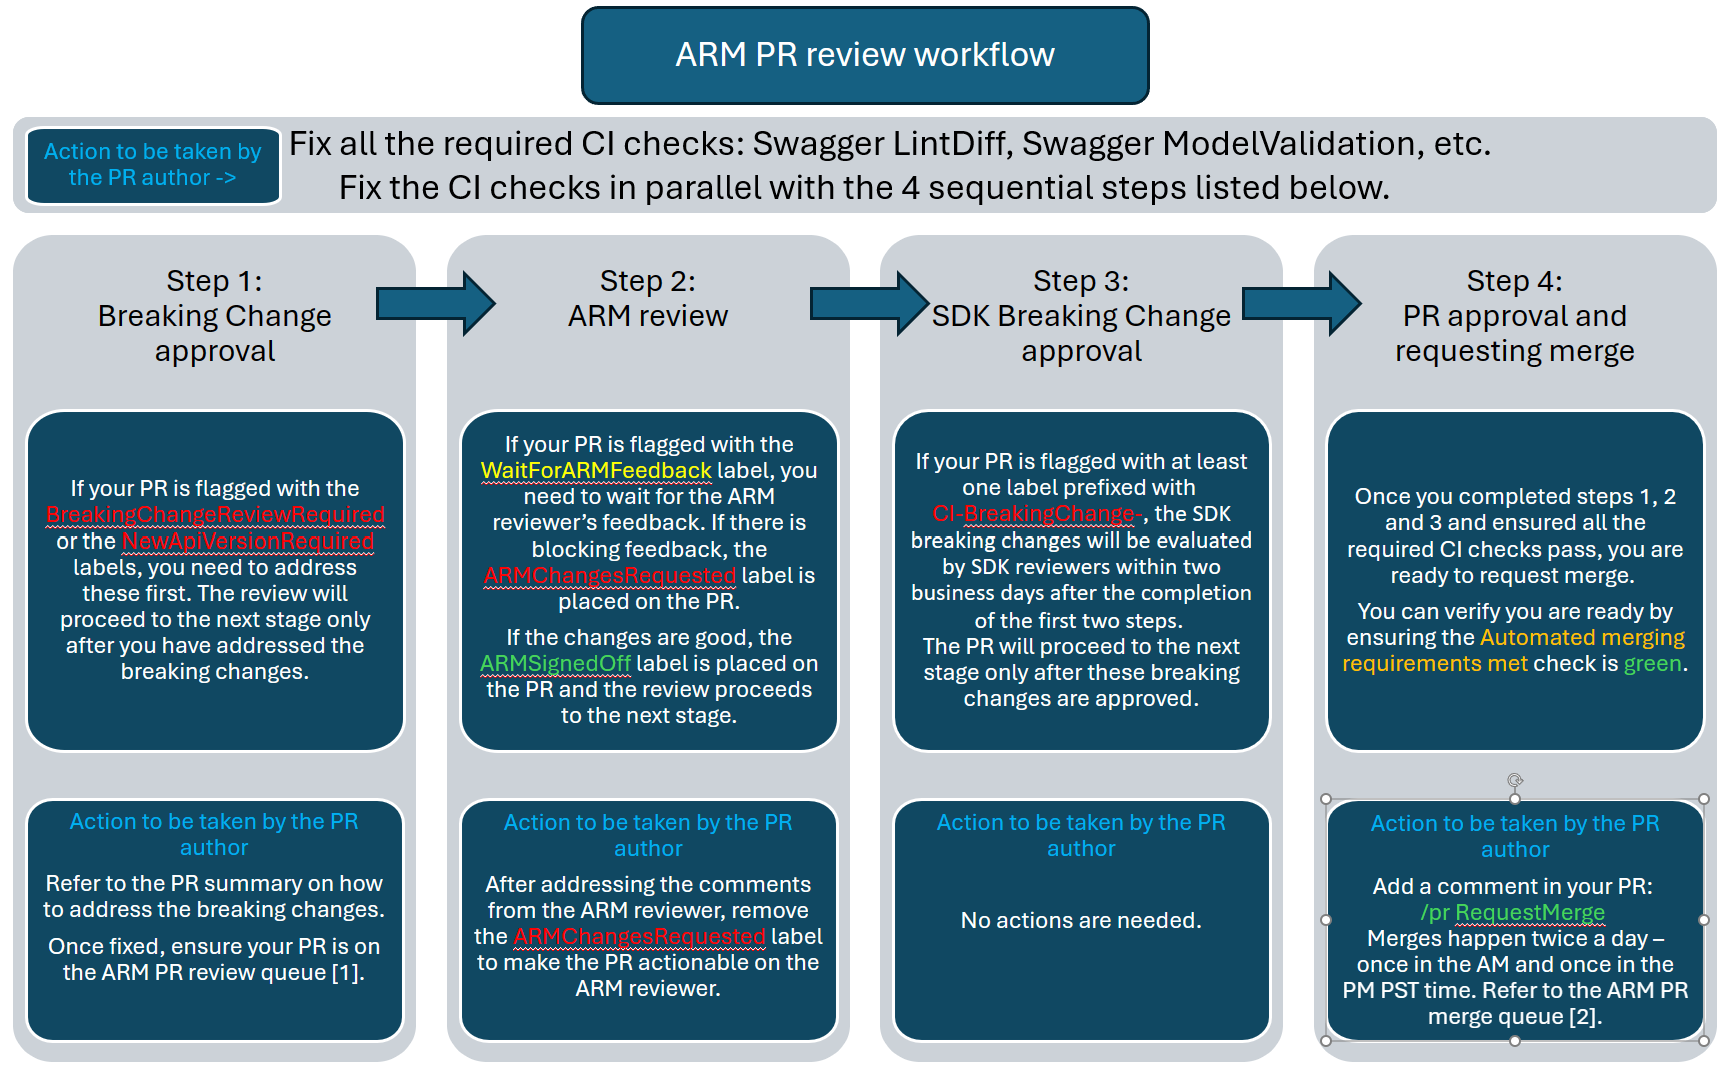 ARM PR review workflow
Action to be taken by
the PR author ->
Fix all the required CI checks: Swagger LintDiff, Swagger ModelValidation, etc.
Fix the CI checks in parallel with the 4 sequential steps listed below.
Step 1:
Breaking Change
approval
If your PR is flagged with the
BreakingChangeReviewRequired
or the NewApiVersionRequired
labels, you need to address
these first. The review will
proceed to the next stage only
after you have addressed the
breaking changes.
Action to be taken by the PR
author
Refer to the PR summary on how
to address the breaking changes.
Once fixed, ensure your PR is on
the ARM PR review queue [1].
Step 2:
ARM review
If your PR is flagged with the
WaitForARMFeedback label, you
need to wait for the ARM
reviewer’s feedback. If there is
blocking feedback, the
ARMChangesRequested label is
placed on the PR.
If the changes are good, the
ARMSignedOff label is placed on
the PR and the review proceeds
to the next stage.
Action to be taken by the PR
author
After addressing the comments
from the ARM reviewer, remove
the ARMChangesRequested label
to make the PR actionable on the
ARM reviewer.
Step 3:
SDK Breaking Change
approval
If your PR is flagged with at least
one label prefixed with
CI-BreakingChange-, the SDK
breaking changes will be evaluated
by SDK reviewers within two
business days after the completion
of the first two steps.
The PR will proceed to the next
stage only after these breaking
changes are approved.
Action to be taken by the PR
author
No actions are needed.
Step 4:
PR approval and
requesting merge
Once you completed steps 1, 2
and 3 and ensured all the
required CI checks pass, you are
ready to request merge.
You can verify you are ready by
ensuring the Automated merging
requirements met check is green.
Action to be taken by the PR
author
Add a comment in your PR:
/pr RequestMerge
Merges happen twice a day –
once in the AM and once in the
PM PST time. Refer to the ARM PR
merge queue [2].